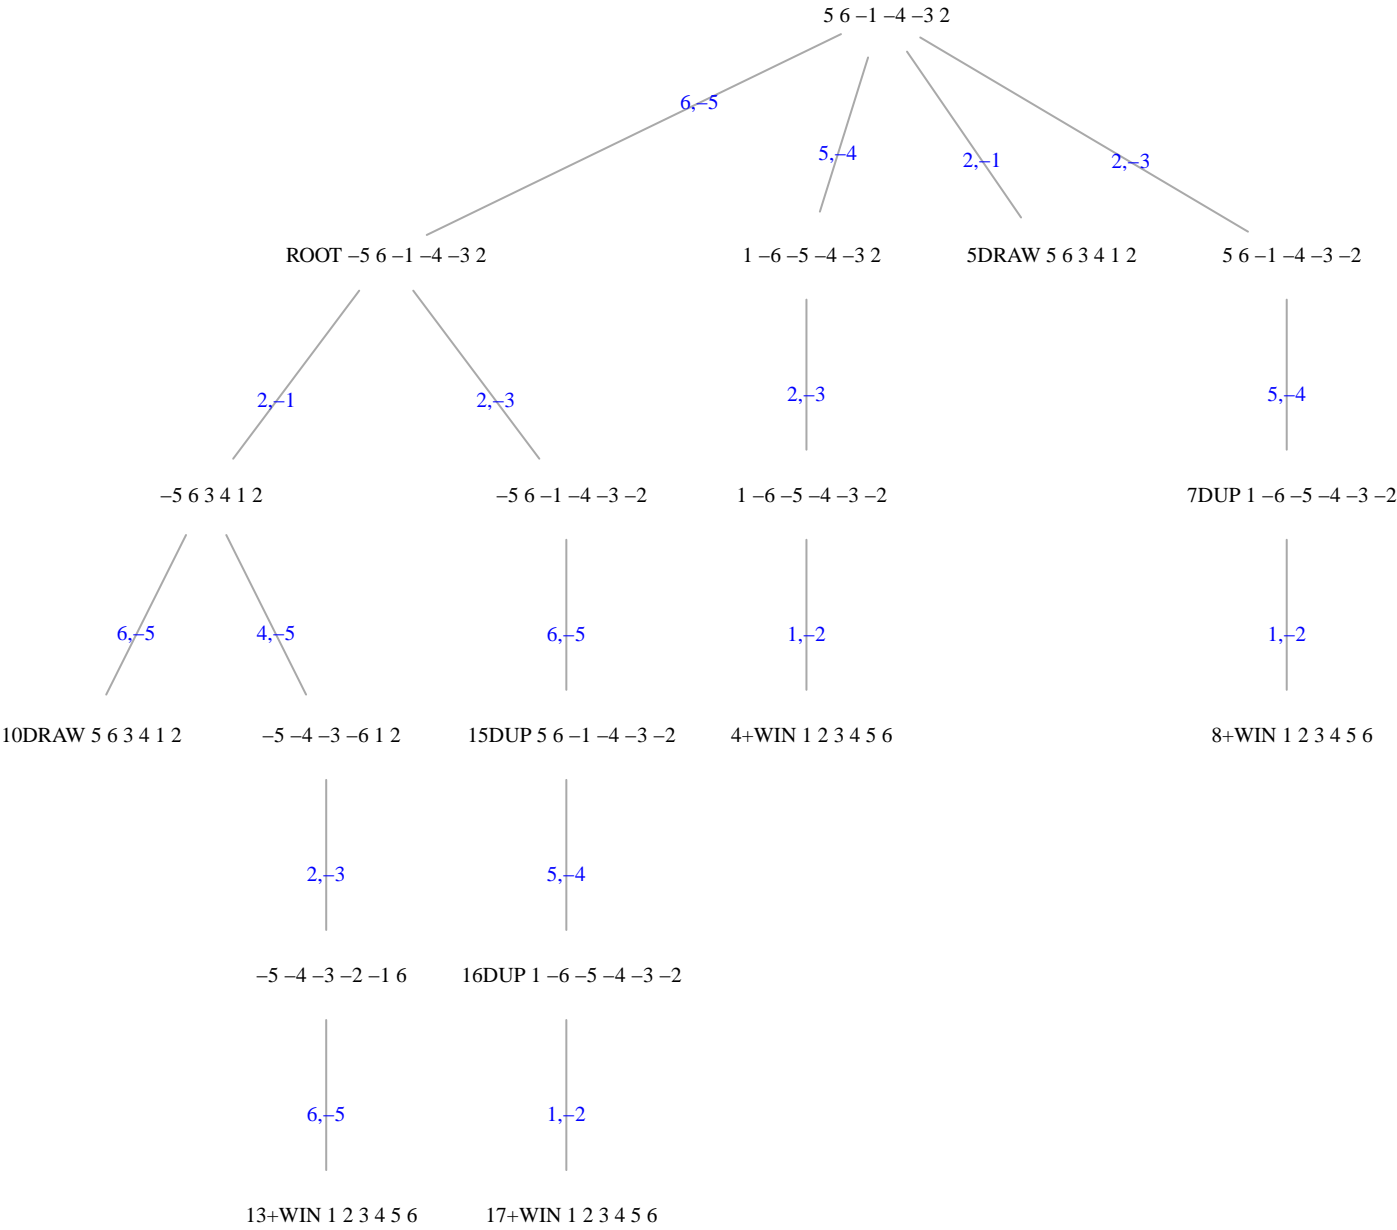 5 6 –1 –4 –3 2
6,–5
5,–4
2,–1
2,–3
ROOT –5 6 –1 –4 –3 2
1 –6 –5 –4 –3 2
5DRAW 5 6 3 4 1 2
5 6 –1 –4 –3 –2
2,–1
2,–3
2,–3
5,–4
–5 6 3 4 1 2
–5 6 –1 –4 –3 –2
1 –6 –5 –4 –3 –2
7DUP 1 –6 –5 –4 –3 –2
6,–5
4,–5
6,–5
1,–2
1,–2
10DRAW 5 6 3 4 1 2
–5 –4 –3 –6 1 2
15DUP 5 6 –1 –4 –3 –2
4+WIN 1 2 3 4 5 6
8+WIN 1 2 3 4 5 6
2,–3
5,–4
–5 –4 –3 –2 –1 6
16DUP 1 –6 –5 –4 –3 –2
6,–5
1,–2
13+WIN 1 2 3 4 5 6
17+WIN 1 2 3 4 5 6